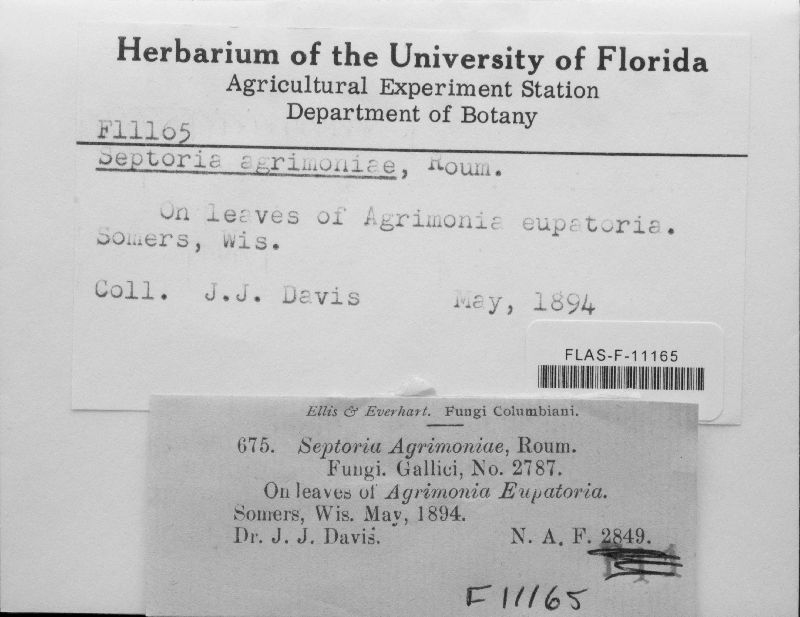 Herbarium of the University of Florida
Agricultural Experiment Station
Department of Botany
F11165
Septoria agrimoniae, Roum.
On leaves of Agrimonia eupatoria.
Somers, Wis.
Coll. J.J. Davis May, 1894
FLAS-F-11165
Ellis & Everhart. Fungi Columbiani.
675. Septoria Agrimoniae, Roum.
Fungi. Gallici, No. 2787.
On leaves of Agrimonia Eupatoria.
Somers, Wis. May, 1894.
Dr. J. J. Davis. N. A. F. 2849.
F11165